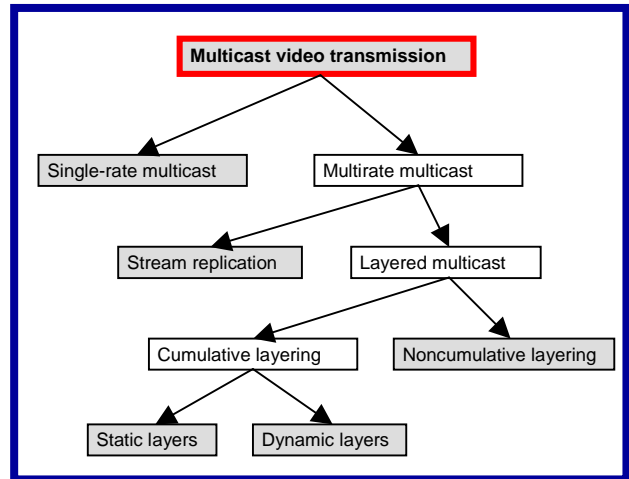 Multicast video transmission
Single-rate multicast
Multirate multicast
Stream replication
Layered multicast
Cumulative layering
Noncumulative layering
Static layers
Dynamic layers